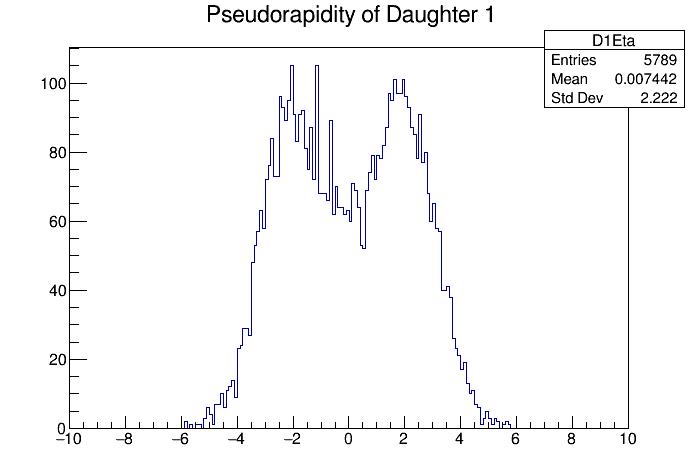 Pseudorapidity of Daughter 1
D1Eta
Entries 5789
Mean 0.007442
Std Dev 2.222
100
80
60
40
20
0
−10 −8 −6 −4 −2 0 2 4 6 8 10